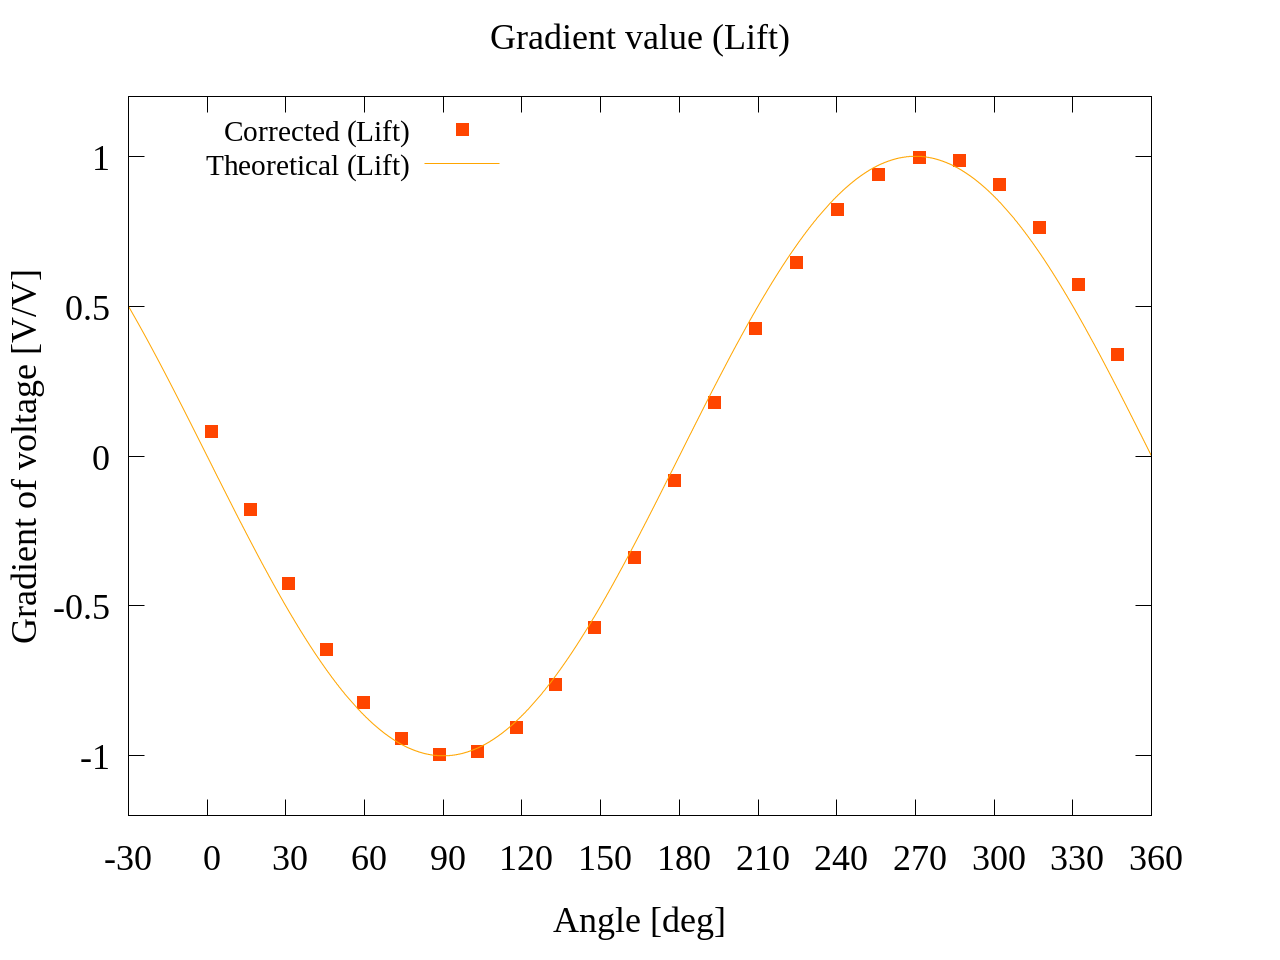 Gradient value (Lift)
Corrected (Lift)
Theoretical (Lift)
1
0.5
0
-0.5
-1
Gradient of voltage [V/V]
-30 0 30 60 90 120 150 180 210 240 270 300 330 360
Angle [deg]